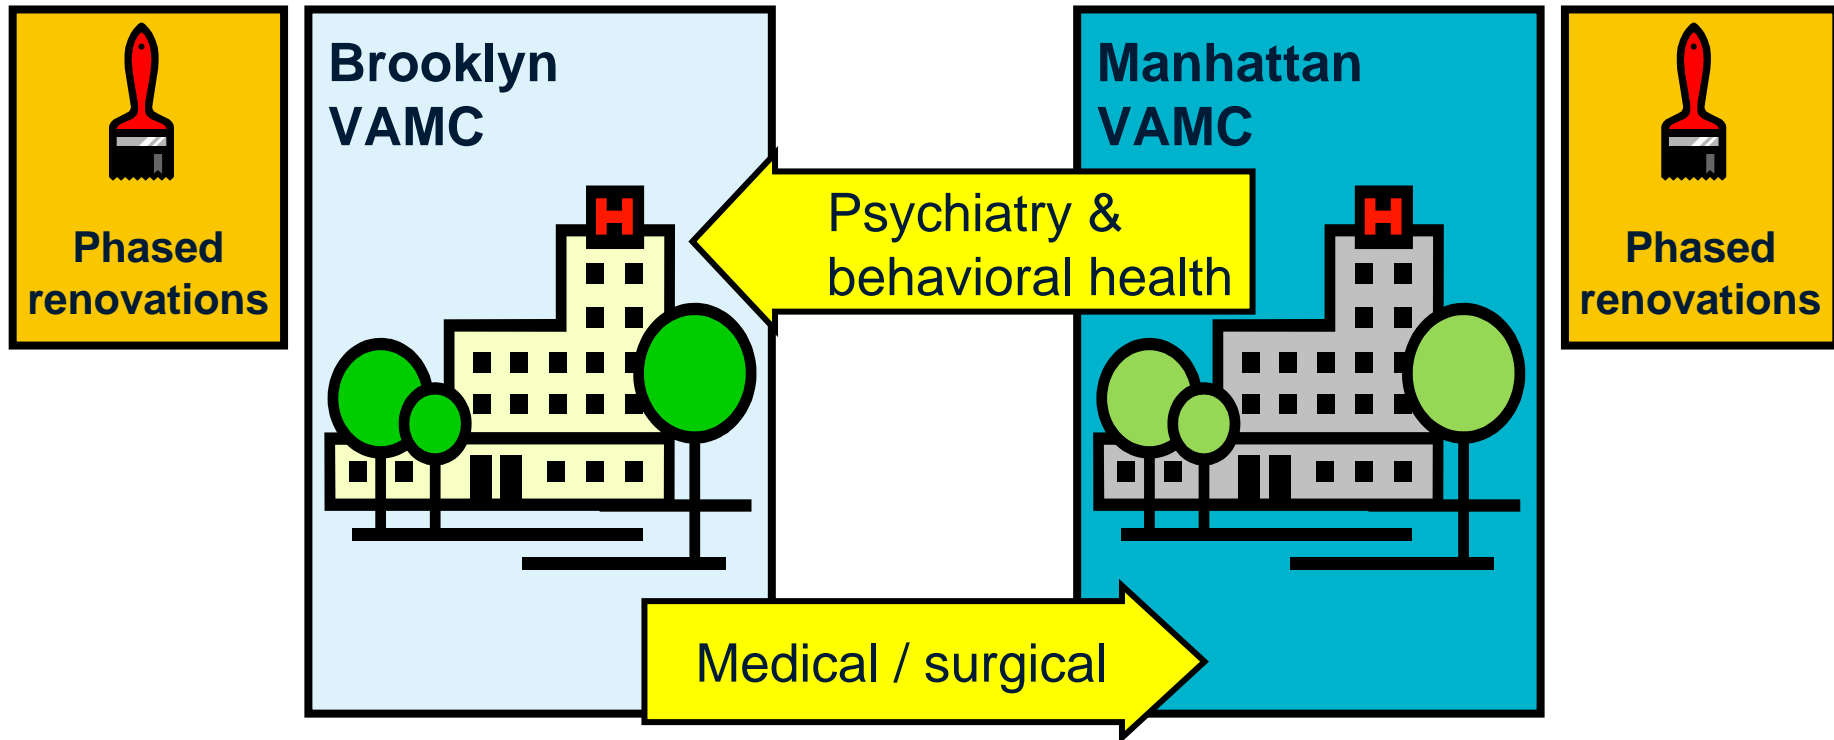 Phased
renovations
Brooklyn
VAMC
H
Psychiatry &
behavioral health
Medical / surgical
Manhattan
VAMC
H
Phased
renovations